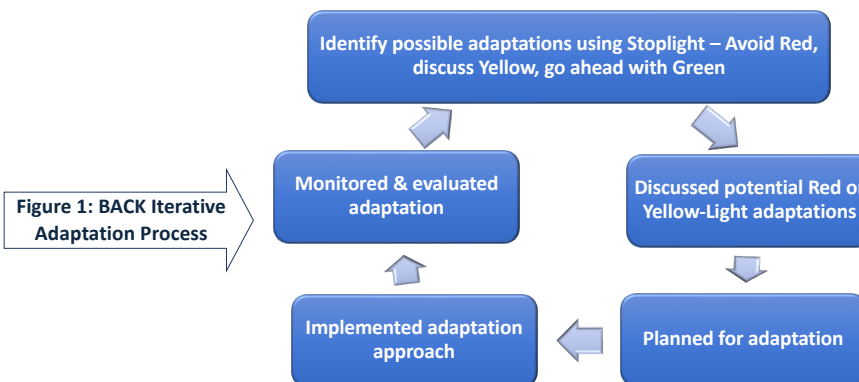 Identify possible adaptations using Stoplight – Avoid Red,
discuss Yellow, go ahead with Green
Monitored & evaluated
adaptation
Discussed potential Red or
Yellow-Light adaptations
Figure 1: BACK Iterative
Adaptation Process
Implemented adaptation
approach
Planned for adaptation